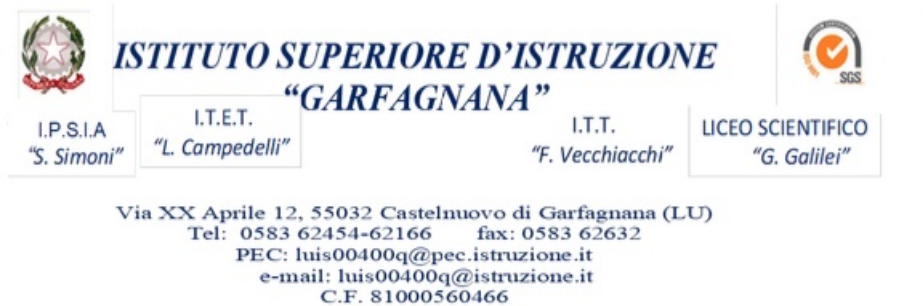 ISTITUTO SUPERIORE D’ISTRUZIONE
“GARFAGNANA”
I.P.S.I.A
“S. Simoni”
I.T.E.T.
“L. Campedelli”
I.T.T.
“F. Vecchiacchi”
LICEO SCIENTIFICO
“G. Galilei”
SGS
Via XX Aprile 12, 55032 Castelnuovo di Garfagnana (LU)
Tel: 0583 62454-62166 fax: 0583 62632
PEC: luis00400q@pec.istruzione.it
e-mail: luis00400q@istruzione.it
C.F. 81000560466